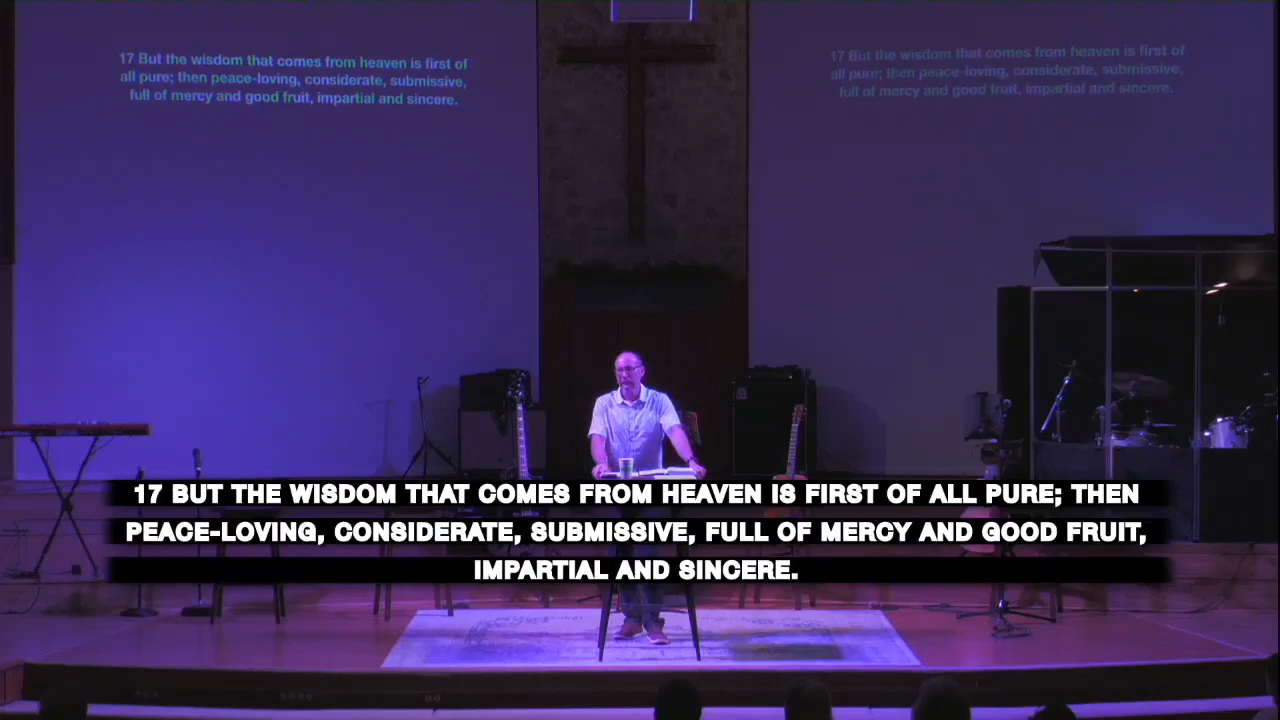 17 But the wisdom that comes from heaven is first of
all pure; then peace-loving, considerate, submissive,
full of mercy and good fruit, impartial and sincere.
17 But the wisdom that comes from heaven is first of
all pure; then peace-loving, considerate, submissive,
full of mercy and good fruit, impartial and sincere.
17 BUT THE WISDOM THAT COMES FROM HEAVEN IS FIRST OF ALL PURE; THEN
PEACE-LOVING, CONSIDERATE, SUBMISSIVE, FULL OF MERCY AND GOOD FRUIT,
IMPARTIAL AND SINCERE.